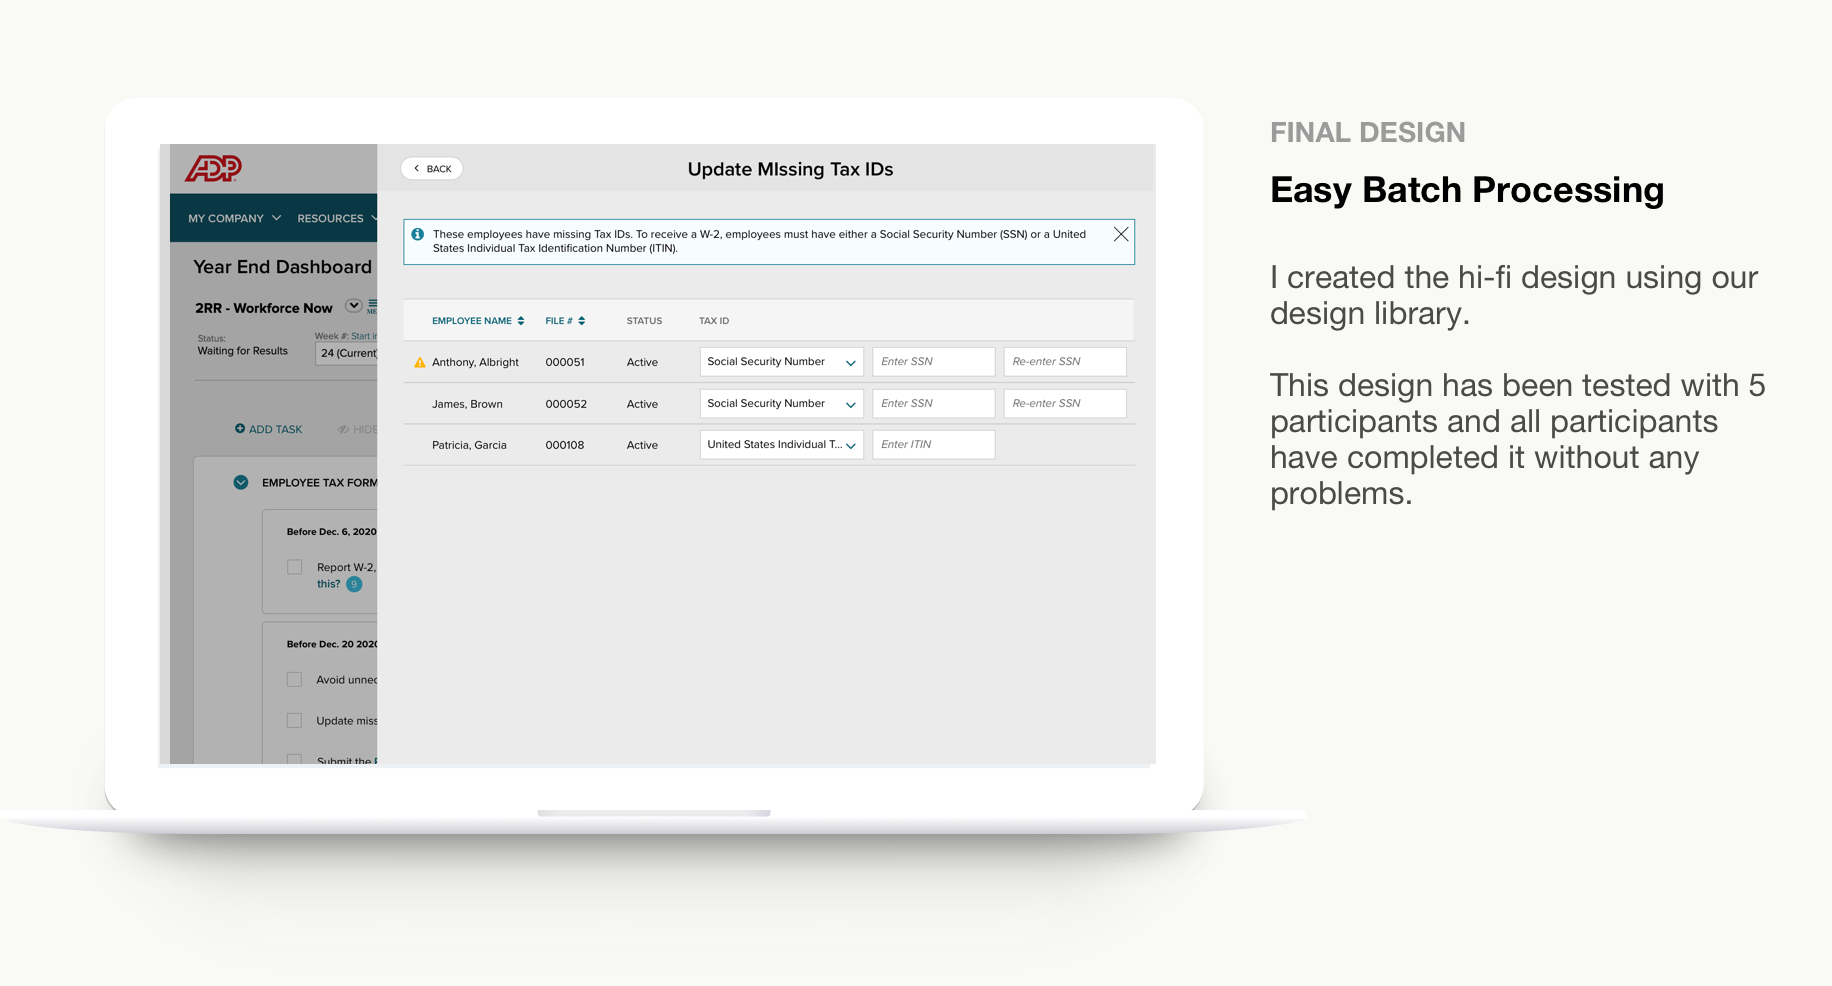 ADP
MY COMPANY
RESOURCES
Year End Dashboard
2RR - Workforce Now
Status:
Waiting for Results
Week #: Start in
24 (Current
ADD TASK
HIDE
EMPLOYEE TAX FORM
Before Dec. 6, 2020
Report W-2,
this? 9
Before Dec. 20 2020
Avoid unnec
Update miss
Submit the
BACK
Update MIssing Tax IDs
These employees have missing Tax IDs. To receive a W-2, employees must have either a Social Security Number (SSN) or a United
States Individual Tax Identification Number (ITIN).
EMPLOYEE NAME FILE # STATUS TAX ID
Anthony, Albright 000051 Active Social Security Number Enter SSN Re-enter SSN
James, Brown 000052 Active Social Security Number Enter SSN Re-enter SSN
Patricia, Garcia 000108 Active United States Individual T... Enter ITIN
FINAL DESIGN
Easy Batch Processing
I created the hi-fi design using our
design library.
This design has been tested with 5
participants and all participants
have completed it without any
problems.